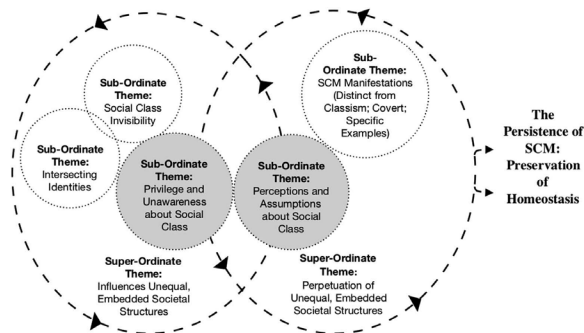 Sub-Ordinate
Theme:
Social Class
Invisibility
Sub-Ordinate
Theme:
Intersecting
Identities
Sub-Ordinate
Theme:
Privilege and
Unawareness
about Social
Class
Super-Ordinate
Theme:
Influences Unequal,
Embedded Societal
Structures
Sub-
Ordinate Theme:
SCM Manifestations
(Distinct from
Classism; Covert;
Specific
Examples)
Sub-Ordinate
Theme:
Perceptions and
Assumptions
about Social
Class
Super-Ordinate
Theme:
Perpetuation of
Unequal, Embedded
Societal Structures
The
Persistence of
SCM:
Preservation
of
Homeostasis